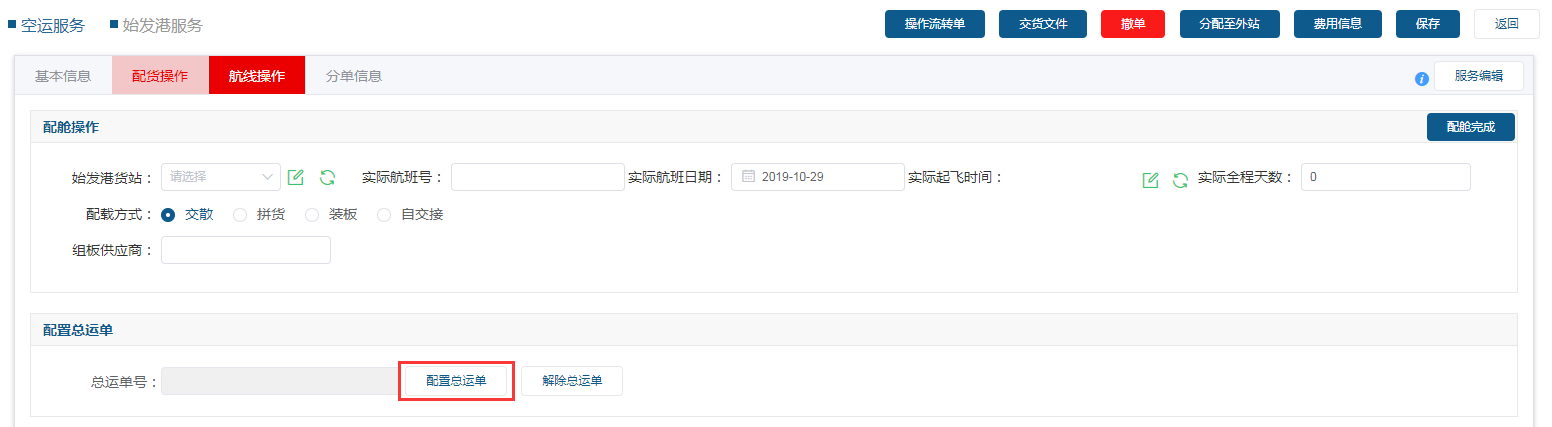 空运服务 始发港服务 操作流转单 交货文件 撤单 分配至外站 费用信息 保存 返回
基本信息 配货操作 航线操作 分单信息 i 服务编辑
配舱操作 配舱完成
始发港货站： 请选择 实际航班号： 实际航班日期： 2019-10-29 实际起飞时间： 实际全程天数： 0
配载方式： 交散 拼货 装板 自交接
组板供应商：
配置总运单
总运单号： 配置总运单 解除总运单